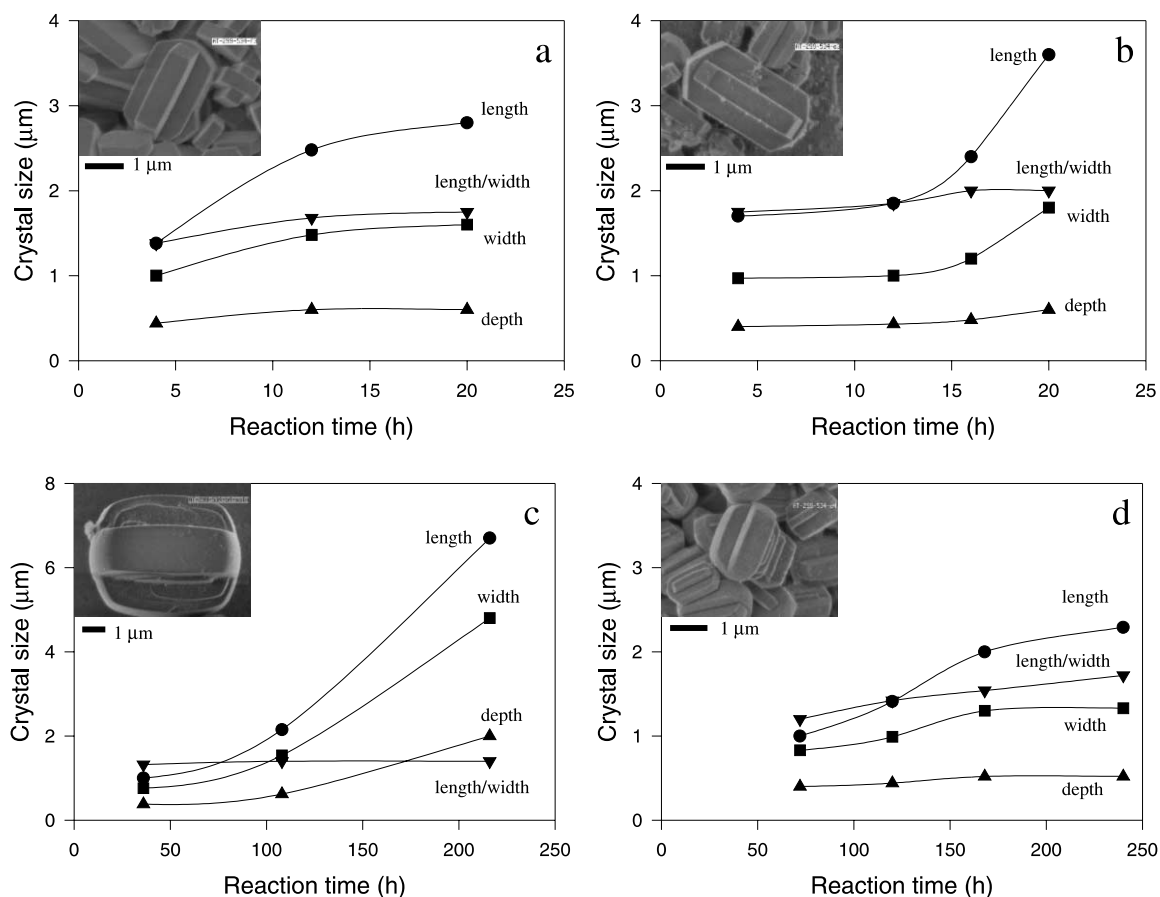 4
3
2
1
0
Crystal size (μm)
a
1 μm
length
length/width
width
depth
0 5 10 15 20 25
Reaction time (h)
4
3
2
1
0
Crystal size (μm)
b
1 μm
length
length/width
width
depth
0 5 10 15 20 25
Reaction time (h)
8
6
4
2
0
Crystal size (μm)
c
1 μm
length
width
depth
length/width
0 50 100 150 200 250
Reaction time (h)
4
3
2
1
0
Crystal size (μm)
d
1 μm
length
length/width
width
depth
0 50 100 150 200 250
Reaction time (h)